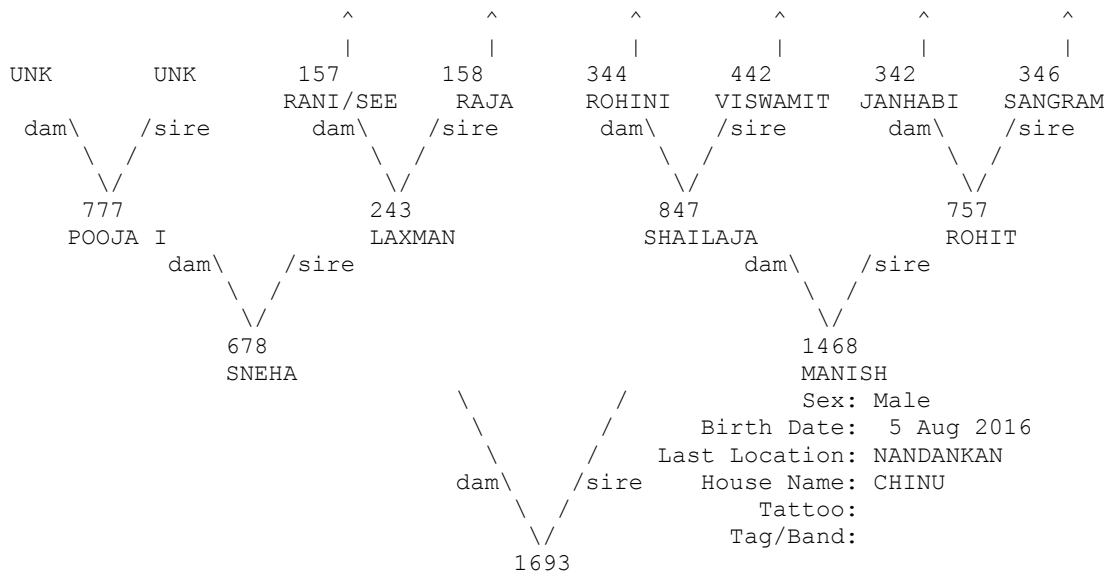 ^ ^ ^ ^ ^ ^
| | | | | |
UNK UNK 157 158 344 442 342 346
RANI/SEE RAJA ROHINI VISWAMIT JANHABI SANGRAM
dam\ /sire dam\ /sire dam\ /sire dam\ /sire
\ / \ / \ / \ /
\/ \/ \/ \/
777 243 847 757
POOJA I LAXMAN SHAILAJA ROHIT
dam\ /sire dam\ /sire
\ / \ /
\/ \/
678 1468
SNEHA MANISH
\ / Sex: Male
\ / Birth Date: 5 Aug 2016
\ / Last Location: NANDANKAN
dam\ /sire House Name: CHINU
\ / Tattoo:
\/ Tag/Band:
1693